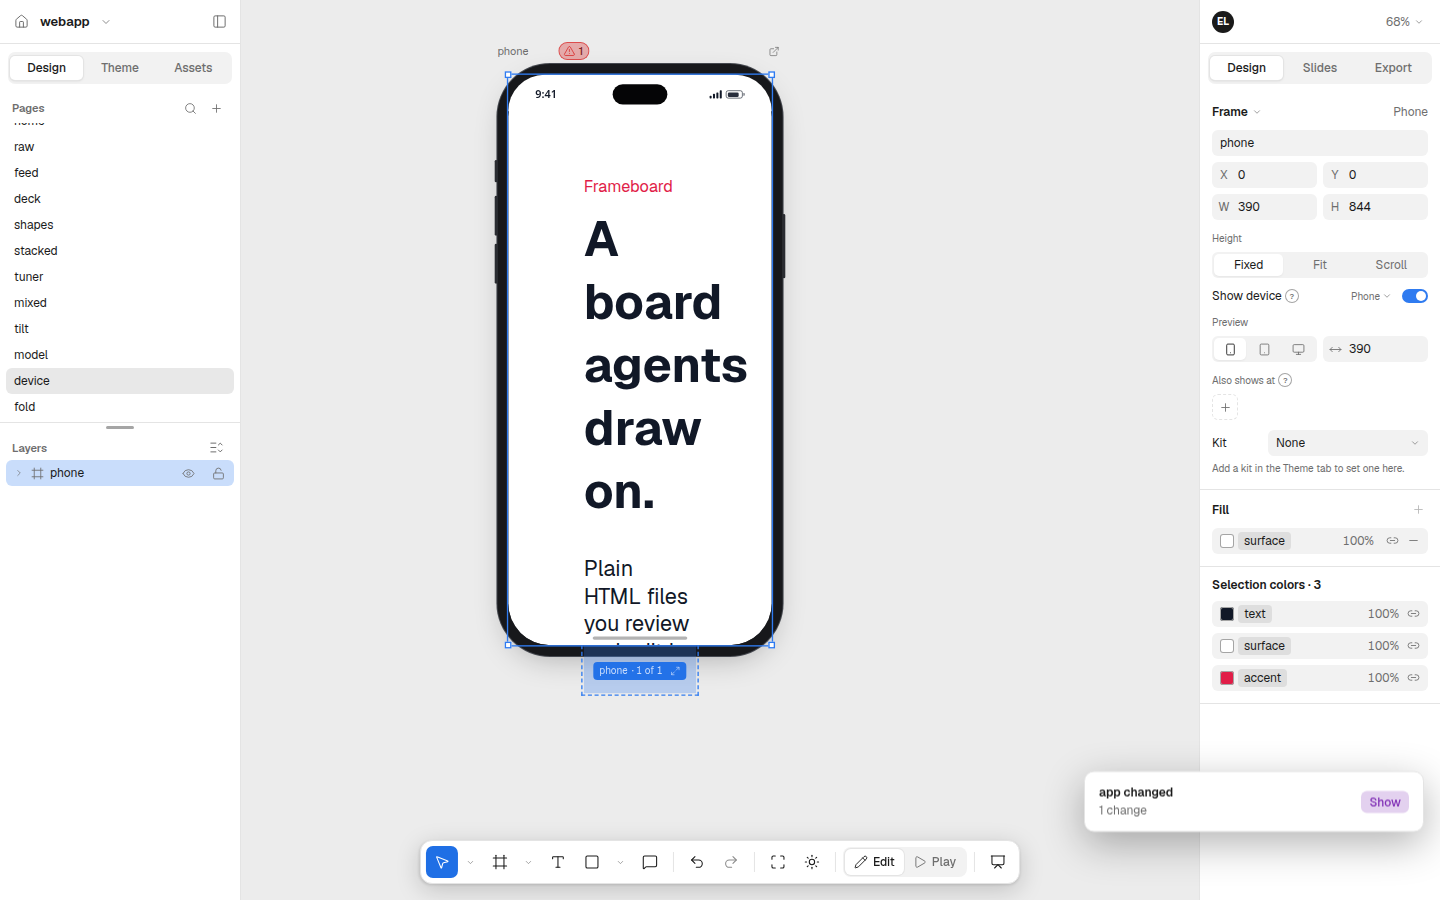 webapp
Design
Theme
Assets
Pages
home
raw
feed
deck
shapes
stacked
tuner
mixed
tilt
model
device
fold
Layers
phone
phone
1
9:41
Frameboard
A
board
agents
draw
on.
Plain
HTML files
you review
phone · 1 of 1
Edit
Play
EL
68%
Design
Slides
Export
Frame
Phone
phone
X 0
Y 0
W 390
H 844
Height
Fixed
Fit
Scroll
Show device ?
Phone
Preview
390
Also shows at ?
Kit
None
Add a kit in the Theme tab to set one here.
Fill
surface
100%
Selection colors · 3
text
100%
surface
100%
accent
100%
app changed
1 change
Show